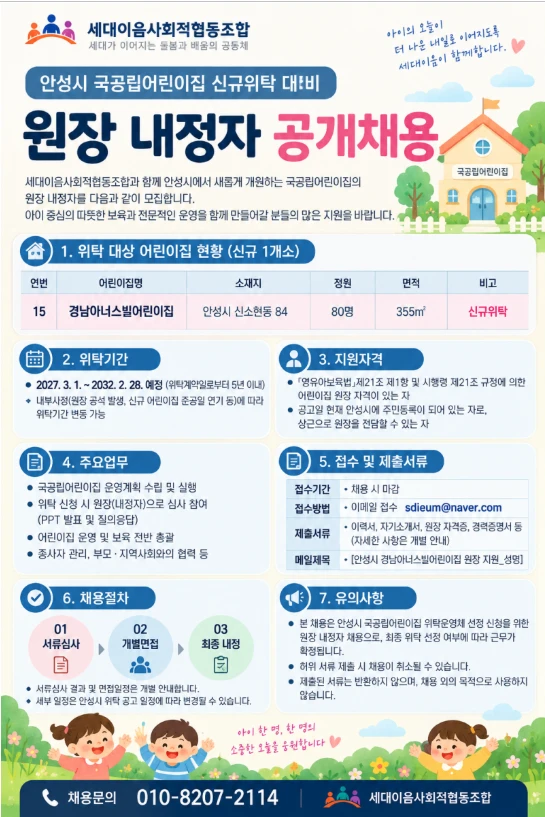 세대이음사회적협동조합
세대가 이어지는 돌봄과 배움의 공동체
아이의 오늘이
더 나은 내일로 이어지도록
세대이음이 함께합니다.
안성시 국공립어린이집 신규위탁 대비
원장 내정자 공개채용
국공립어린이집
세대이음사회적협동조합과 함께 안성시에서 새롭게 개원하는 국공립어린이집의
원장 내정자를 다음과 같이 모집합니다.
아이 중심의 따뜻한 보육과 전문적인 운영을 함께 만들어갈 분들의 많은 지원을 바랍니다.
1. 위탁 대상 어린이집 현황 (신규 1개소)
연번 어린이집명 소재지 정원 면적 비고
15 경남아너스빌어린이집 안성시 신소현동 84 80명 355㎡ 신규위탁
2. 위탁기간
• 2027. 3. 1. ~ 2032. 2. 28. 예정 (위탁계약일로부터 5년 이내)
• 내부사정(원장 공석 발생, 신규 어린이집 준공일 연기 등)에 따라
위탁기간 변동 가능
3. 지원자격
• 「영유아보육법」제21조 제1항 및 시행령 제21조 규정에 의한
어린이집 원장 자격이 있는 자
• 공고일 현재 안성시에 주민등록이 되어 있는 자로,
상근으로 원장을 전담할 수 있는 자
4. 주요업무
• 국공립어린이집 운영계획 수립 및 실행
• 위탁 신청 시 원장(내정자)으로 심사 참여
(PPT 발표 및 질의응답)
• 어린이집 운영 및 보육 전반 총괄
• 종사자 관리, 부모·지역사회와의 협력 등
5. 접수 및 제출서류
접수기간 • 채용 시 마감
접수방법 • 이메일 접수 sdieum@naver.com
제출서류 • 이력서, 자기소개서, 원장 자격증, 경력증명서 등
(자세한 사항은 개별 안내)
메일제목 • [안성시 경남아너스빌어린이집 원장 지원_성명]
6. 채용절차
01 서류심사
02 개별면접
03 최종 내정
• 서류심사 결과 및 면접일정은 개별 안내합니다.
• 세부 일정은 안성시 위탁 공고 일정에 따라 변경될 수 있습니다.
7. 유의사항
• 본 채용은 안성시 국공립어린이집 위탁운영체 선정 신청을 위한
원장 내정자 채용으로, 최종 위탁 선정 여부에 따라 근무가
확정됩니다.
• 허위 서류 제출 시 채용이 취소될 수 있습니다.
• 제출된 서류는 반환하지 않으며, 채용 외의 목적으로 사용하지
않습니다.
아이 한 명, 한 명의
소중한 오늘을 응원합니다
채용문의 010-8207-2114
세대이음사회적협동조합